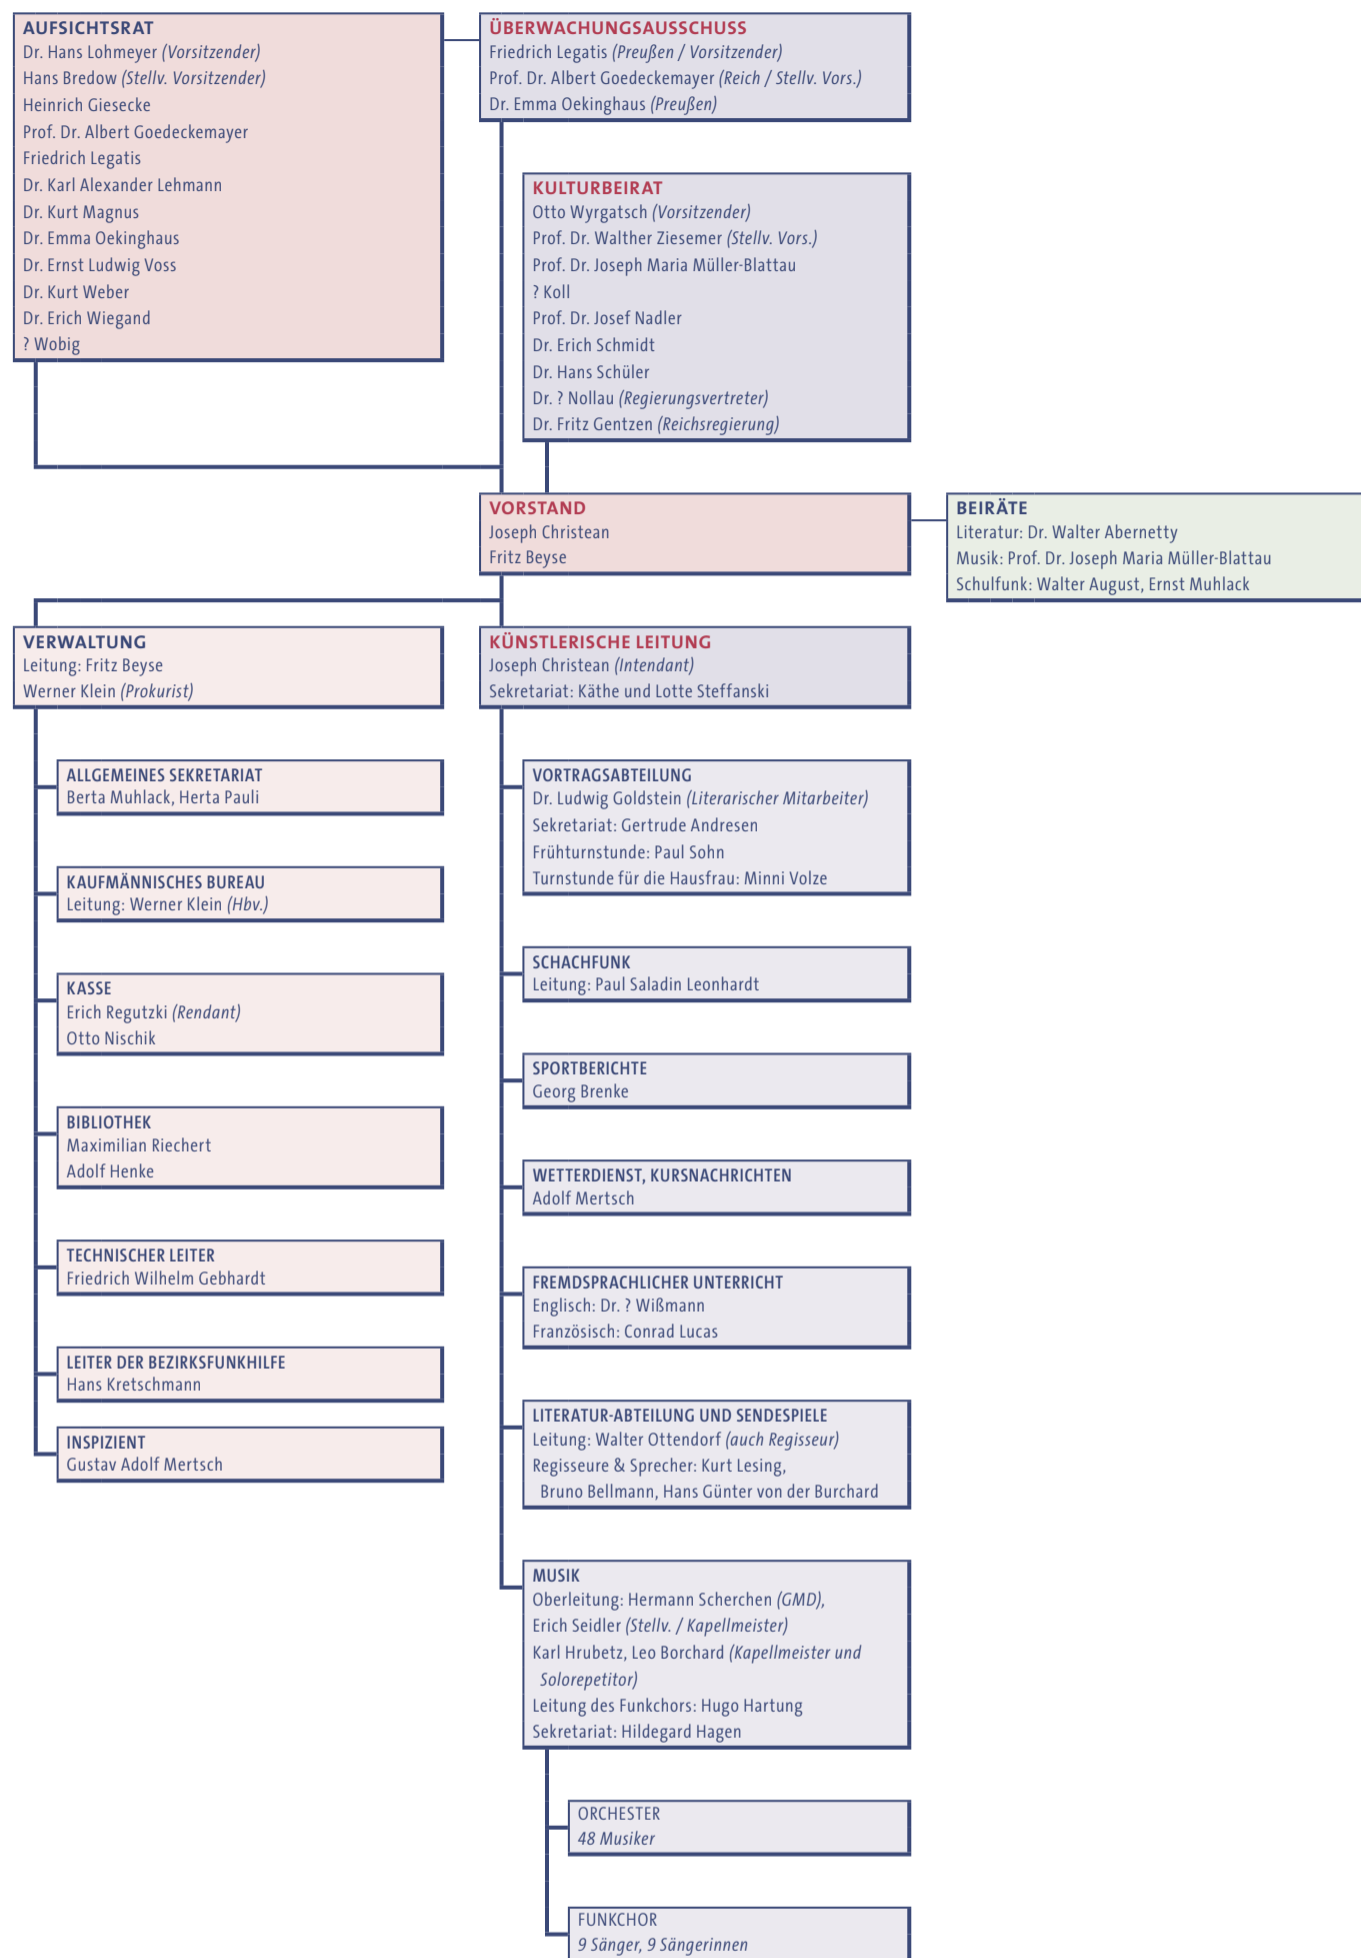 AUFSICHTSRAT
Dr. Hans Lohmeyer (Vorsitzender)
Hans Bredow (Stellv. Vorsitzender)
Heinrich Giesecke
Prof. Dr. Albert Goedeckemayer
Friedrich Legatis
Dr. Karl Alexander Lehmann
Dr. Kurt Magnus
Dr. Emma Oekinghaus
Dr. Ernst Ludwig Voss
Dr. Kurt Weber
Dr. Erich Wiegand
? Wobig
ÜBERWACHUNGSAUSSCHUSS
Friedrich Legatis (Preußen / Vorsitzender)
Prof. Dr. Albert Goedeckemayer (Reich / Stellv. Vors.)
Dr. Emma Oekinghaus (Preußen)
KULTURBEIRAT
Otto Wyrgatsch (Vorsitzender)
Prof. Dr. Walther Ziesemer (Stellv. Vors.)
Prof. Dr. Joseph Maria Müller-Blattau
? Koll
Prof. Dr. Josef Nadler
Dr. Erich Schmidt
Dr. Hans Schüler
Dr. ? Nollau (Regierungsvertreter)
Dr. Fritz Gentzen (Reichsregierung)
VORSTAND
Joseph Christean
Fritz Beyse
BEIRÄTE
Literatur: Dr. Walter Abernetty
Musik: Prof. Dr. Joseph Maria Müller-Blattau
Schulfunk: Walter August, Ernst Muhlack
VERWALTUNG
Leitung: Fritz Beyse
Werner Klein (Prokurist)
ALLGEMEINES SEKRETARIAT
Berta Muhlack, Herta Pauli
KAUFMÄNNISCHES BUREAU
Leitung: Werner Klein (Hbv.)
KASSE
Erich Regutzki (Rendant)
Otto Nischik
BIBLIOTHEK
Maximilian Riechert
Adolf Henke
TECHNISCHER LEITER
Friedrich Wilhelm Gebhardt
LEITER DER BEZIRKSFUNKHILFE
Hans Kretschmann
INSPIZIENT
Gustav Adolf Mertsch
KÜNSTLERISCHE LEITUNG
Joseph Christean (Intendant)
Sekretariat: Käthe und Lotte Steffanski
VORTRAGSABTEILUNG
Dr. Ludwig Goldstein (Literarischer Mitarbeiter)
Sekretariat: Gertrude Andresen
Frühturnstunde: Paul Sohn
Turnstunde für die Hausfrau: Minni Volze
SCHACHFUNK
Leitung: Paul Saladin Leonhardt
SPORTBERICHTE
Georg Brenke
WETTERDIENST, KURSNACHRICHTEN
Adolf Mertsch
FREMDSPRACHLICHER UNTERRICHT
Englisch: Dr. ? Wißmann
Französisch: Conrad Lucas
LITERATUR-ABTEILUNG UND SENDESPIELE
Leitung: Walter Ottendorf (auch Regisseur)
Regisseure & Sprecher: Kurt Lesing,
Bruno Bellmann, Hans Günter von der Burchard
MUSIK
Oberleitung: Hermann Scherchen (GMD),
Erich Seidler (Stellv. / Kapellmeister)
Karl Hrubetz, Leo Borchard (Kapellmeister und
Solorepetitor)
Leitung des Funkchors: Hugo Hartung
Sekretariat: Hildegard Hagen
ORCHESTER
48 Musiker
FUNKCHOR
9 Sänger, 9 Sängerinnen